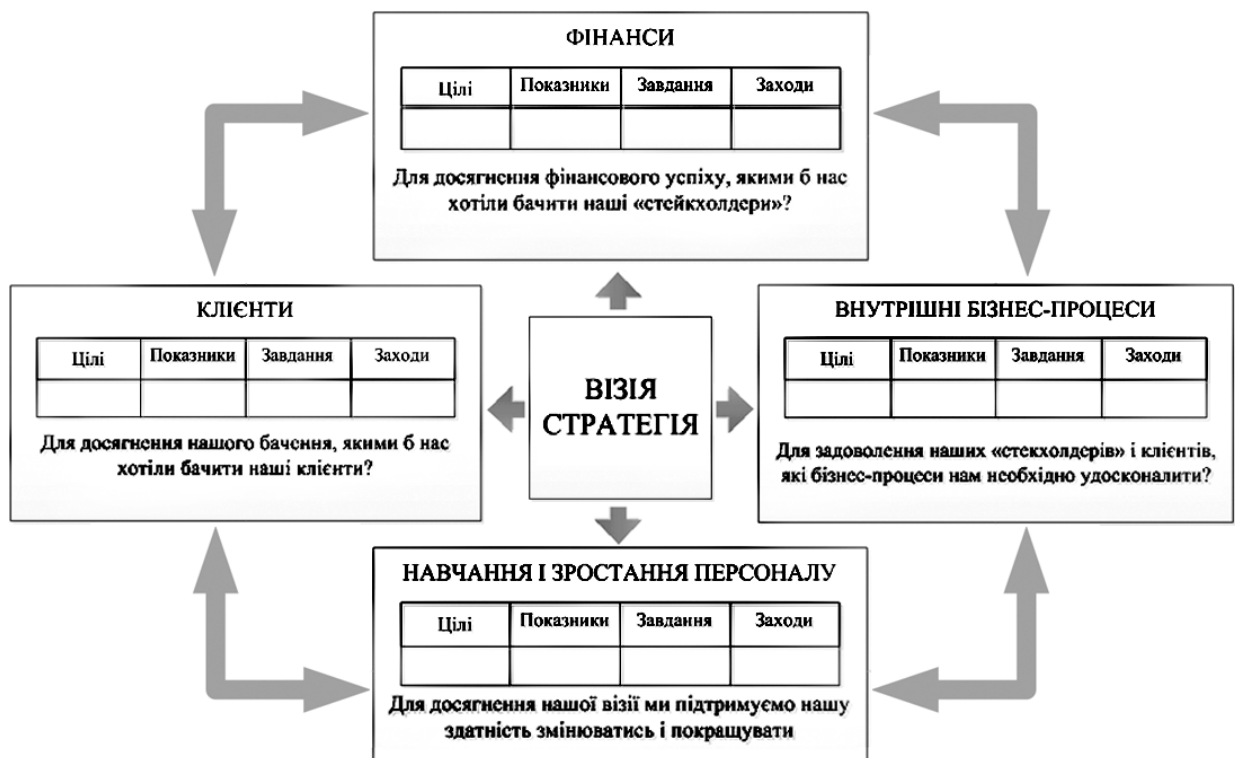 ФІНАНСИ
Цілі Показники Завдання Заходи
Для досягнення фінансового успіху, якими б нас
хотіли бачити наші «стейкхолдери»?
КЛІЄНТИ
Цілі Показники Завдання Заходи
Для досягнення нашого бачення, якими б нас
хотіли бачити наші клієнти?
ВІЗІЯ
СТРАТЕГІЯ
ВНУТРІШНІ БІЗНЕС-ПРОЦЕСИ
Цілі Показники Завдання Заходи
Для задоволення наших «стекхолдерів» і клієнтів,
які бізнес-процеси нам необхідно удосконалити?
НАВЧАННЯ І ЗРОСТАННЯ ПЕРСОНАЛУ
Цілі Показники Завдання Заходи
Для досягнення нашої візії ми підтримуємо нашу
здатність змінюватись і покращувати